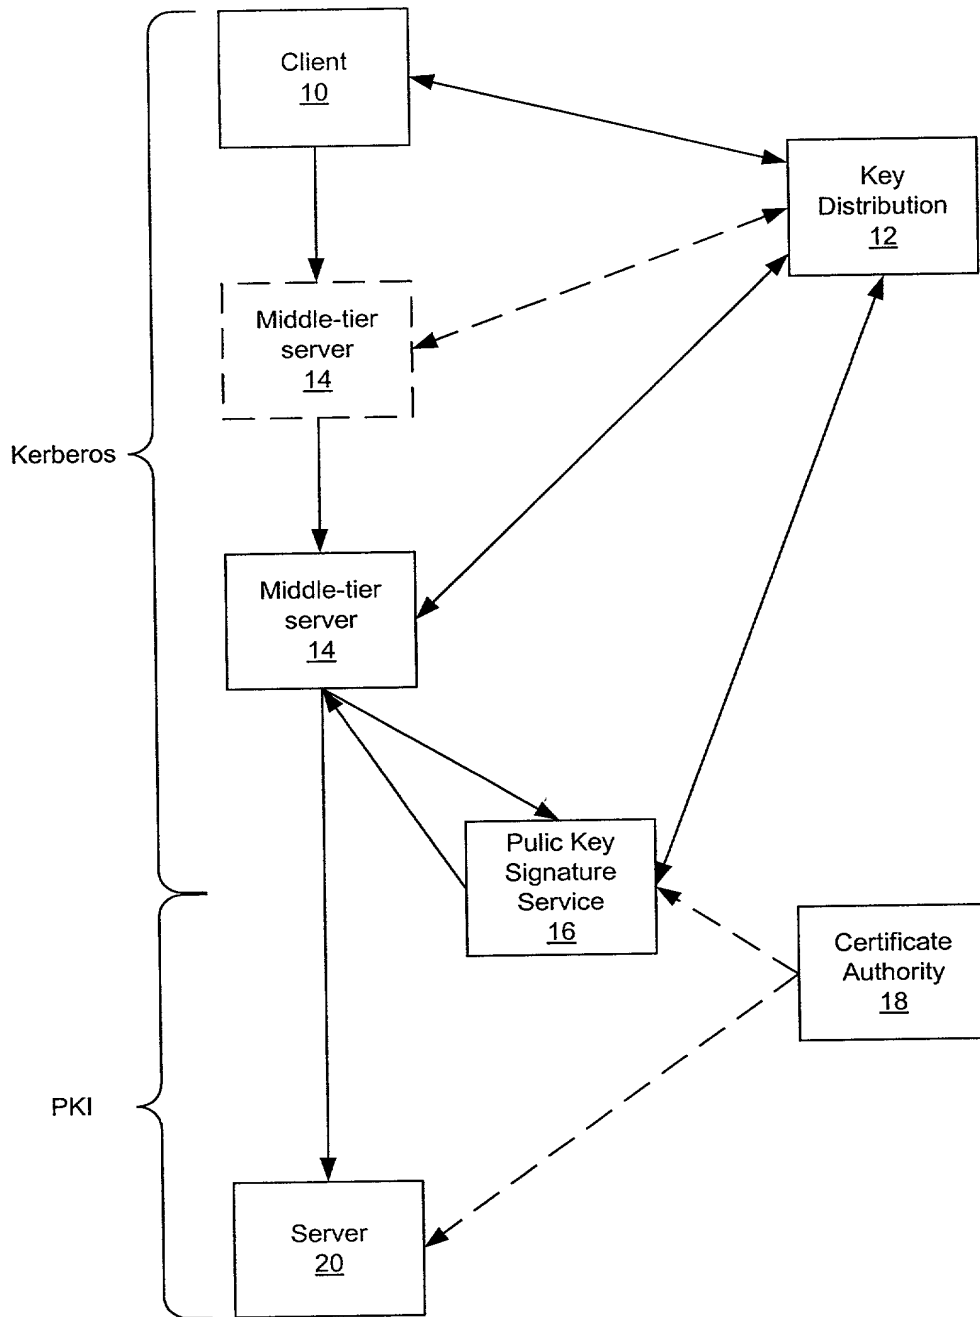 Client
10
Key
Distribution
12
Middle-tier
server
14
Kerberos
Middle-tier
server
14
Pulic Key
Signature
Service
16
Certificate
Authority
18
PKI
Server
20